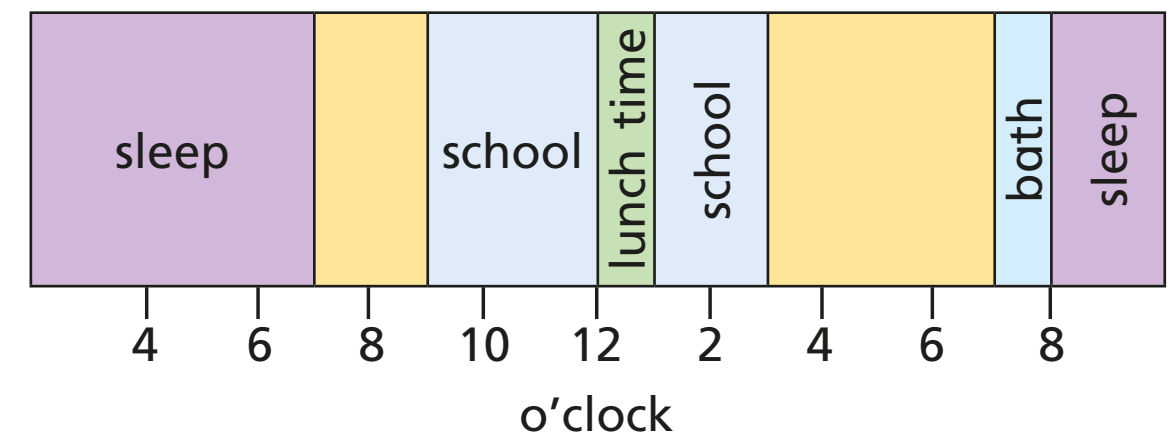 sleep
school
lunch time
school
bath
sleep
4 6 8 10 12 2 4 6 8
o'clock